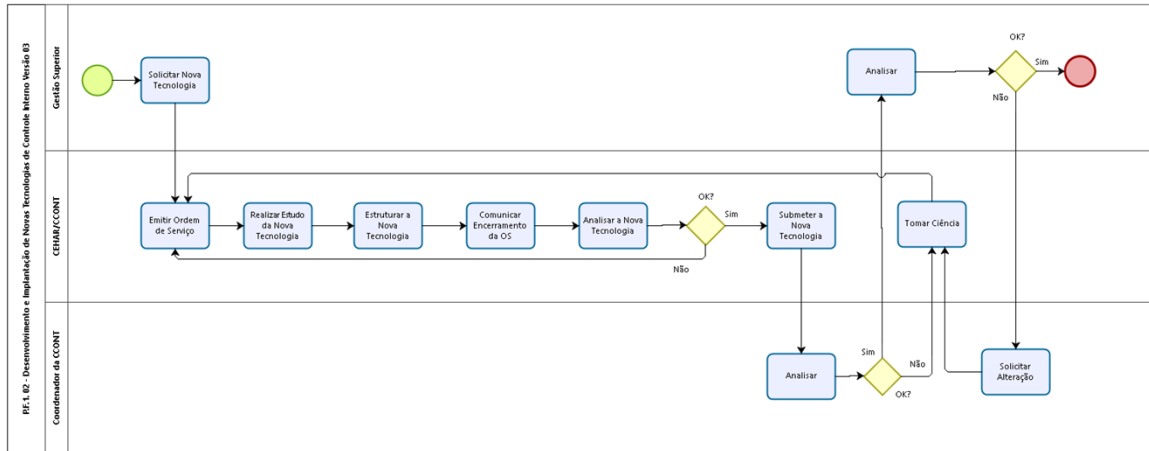 P.F. 1. 02 - Desenvolvimento e Implantação de Novas Tecnologias de Controle Interno Versão 03
Gestão Superior
Solicitar Nova
Tecnologia
Analisar
OK?
Sim
Não
CEHAR/CCONT
Emitir Ordem
de Serviço
Realizar Estudo
da Nova
Tecnologia
Estruturar a
Nova
Tecnologia
Comunicar
Encerramento
da OS
Analisar a Nova
Tecnologia
OK?
Sim
Não
Submeter a
Nova
Tecnologia
Tomar Ciência
Coordenador da CCONT
Analisar
Sim
OK?
Não
Solicitar
Alteração